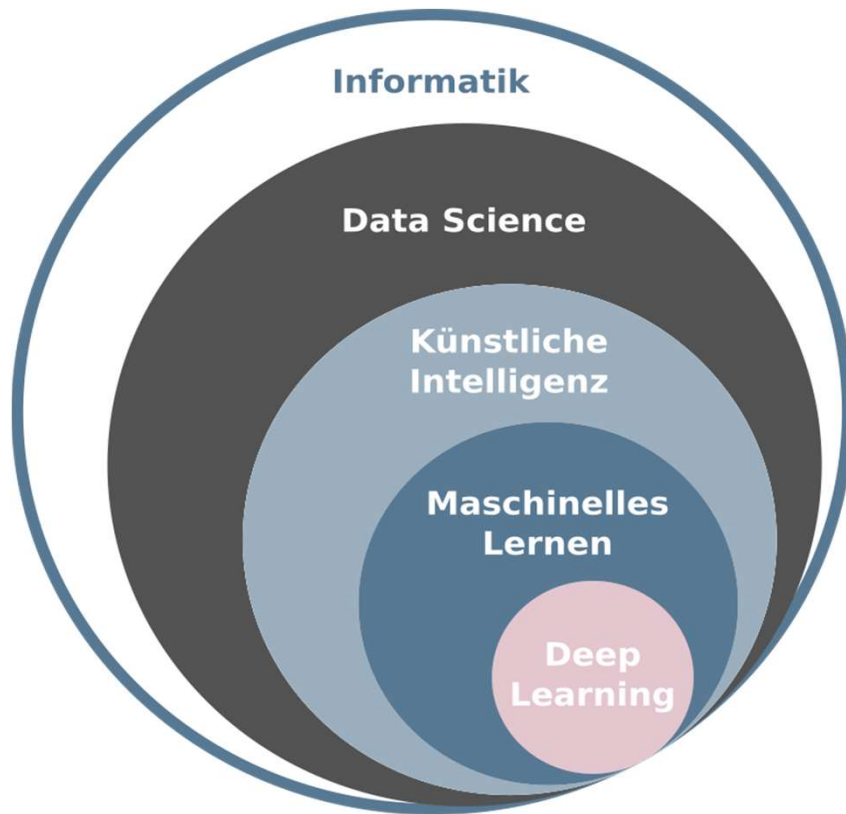 Informatik
Data Science
Künstliche
Intelligenz
Maschinelles
Lernen
Deep
Learning